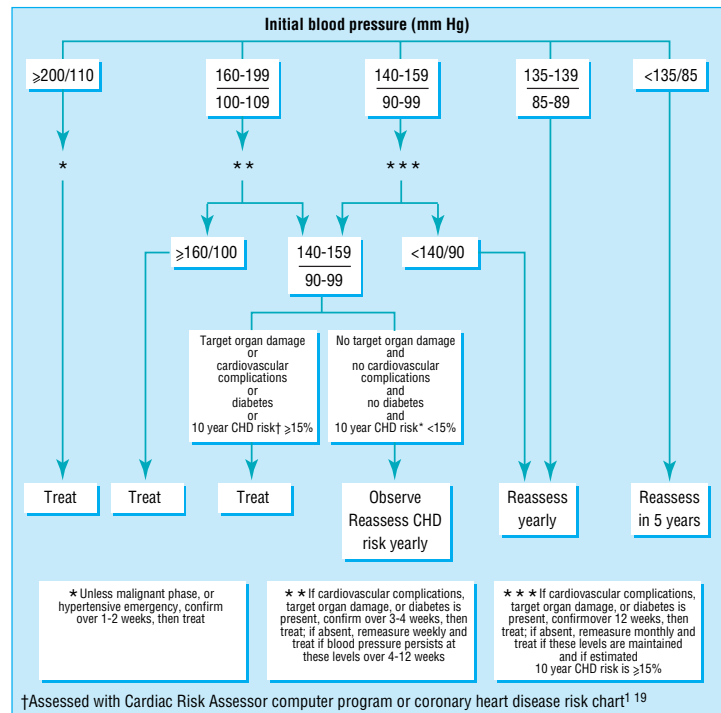 Initial blood pressure (mm Hg)
⩾200/110
160-199
100-109
140-159
90-99
135-139
85-89
<135/85
*
**
***
⩾160/100
140-159
90-99
<140/90
Target organ damage
or
cardiovascular
complications
or
diabetes
or
10 year CHD risk† ⩾15%
No target organ damage
and
no cardiovascular
complications
and
no diabetes
and
10 year CHD risk* <15%
Treat
Treat
Treat
Observe
Reassess CHD
risk yearly
Reassess
yearly
Reassess
in 5 years
* Unless malignant phase, or
hypertensive emergency, confirm
over 1-2 weeks, then treat
** If cardiovascular complications,
target organ damage, or diabetes is
present, confirm over 3-4 weeks, then
treat; if absent, remeasure weekly and
treat if blood pressure persists at
these levels over 4-12 weeks
*** If cardiovascular complications,
target organ damage, or diabetes is
present, confirmover 12 weeks, then
treat; if absent, remeasure monthly and
treat if these levels are maintained
and if estimated
10 year CHD risk is ⩾15%
†Assessed with Cardiac Risk Assessor computer program or coronary heart disease risk chart1 19